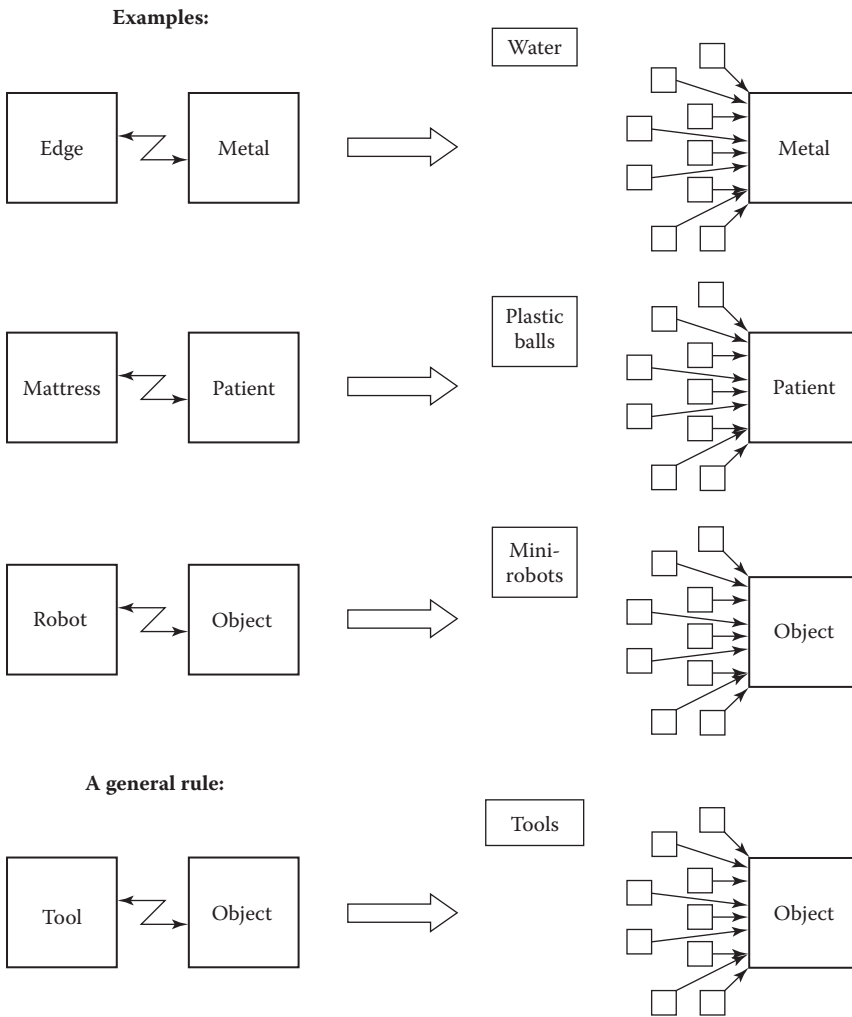 Examples:
Water
Edge
Metal
Metal
Plastic
balls
Mattress
Patient
Patient
Mini-
robots
Robot
Object
Object
A general rule:
Tools
Tool
Object
Object